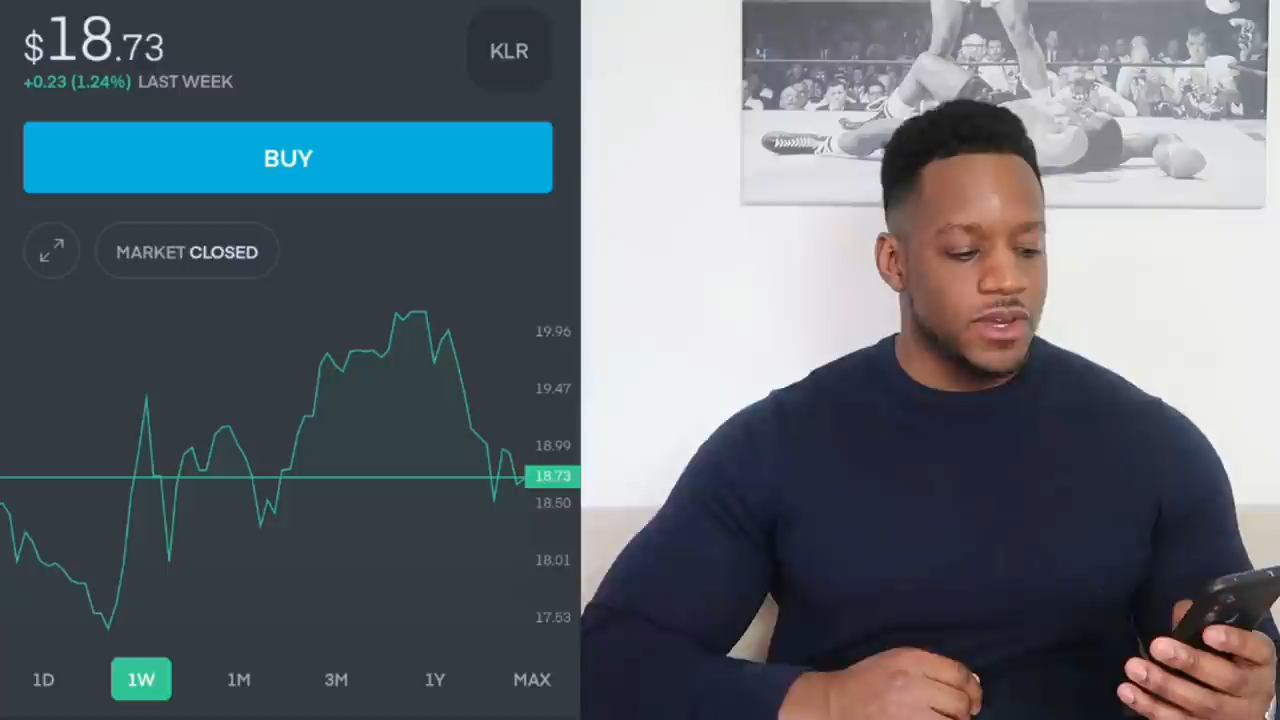 $18.73
KLR
+0.23 (1.24%) LAST WEEK
BUY
MARKET CLOSED
19.96
19.47
18.99
18.73
18.50
18.01
17.53
1D 1W 1M 3M 1Y MAX